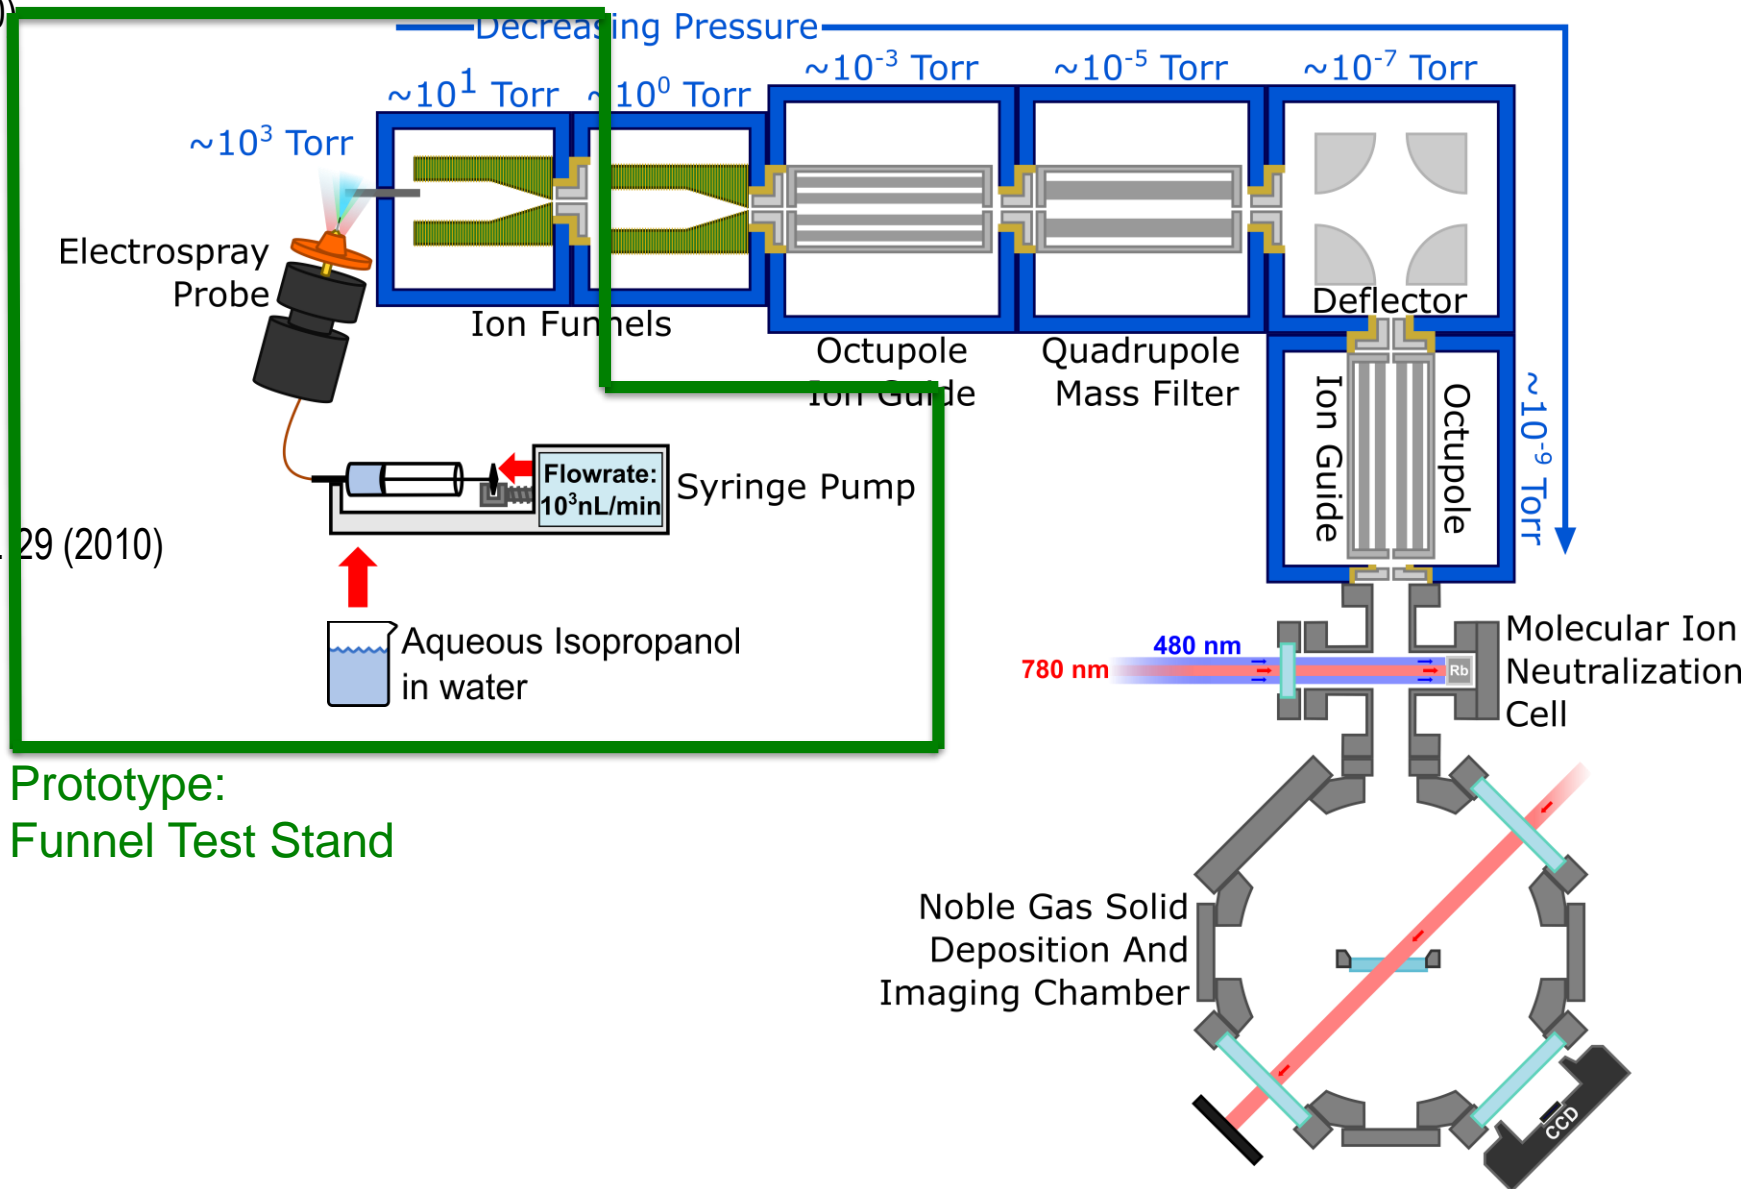 0)
Decreasing Pressure
~10³ Torr
~10¹ Torr
~10⁰ Torr
~10⁻³ Torr
~10⁻⁵ Torr
~10⁻⁷ Torr
~10⁻⁹ Torr
Electrospray
Probe
Ion Funnels
Octupole
Ion Guide
Quadrupole
Mass Filter
Deflector
Ion Guide
Octupole
Flowrate:
10³nL/min
Syringe Pump
. 29 (2010)
Aqueous Isopropanol
in water
Prototype:
Funnel Test Stand
480 nm
780 nm
Rb
Molecular Ion
Neutralization
Cell
Noble Gas Solid
Deposition And
Imaging Chamber
CCD